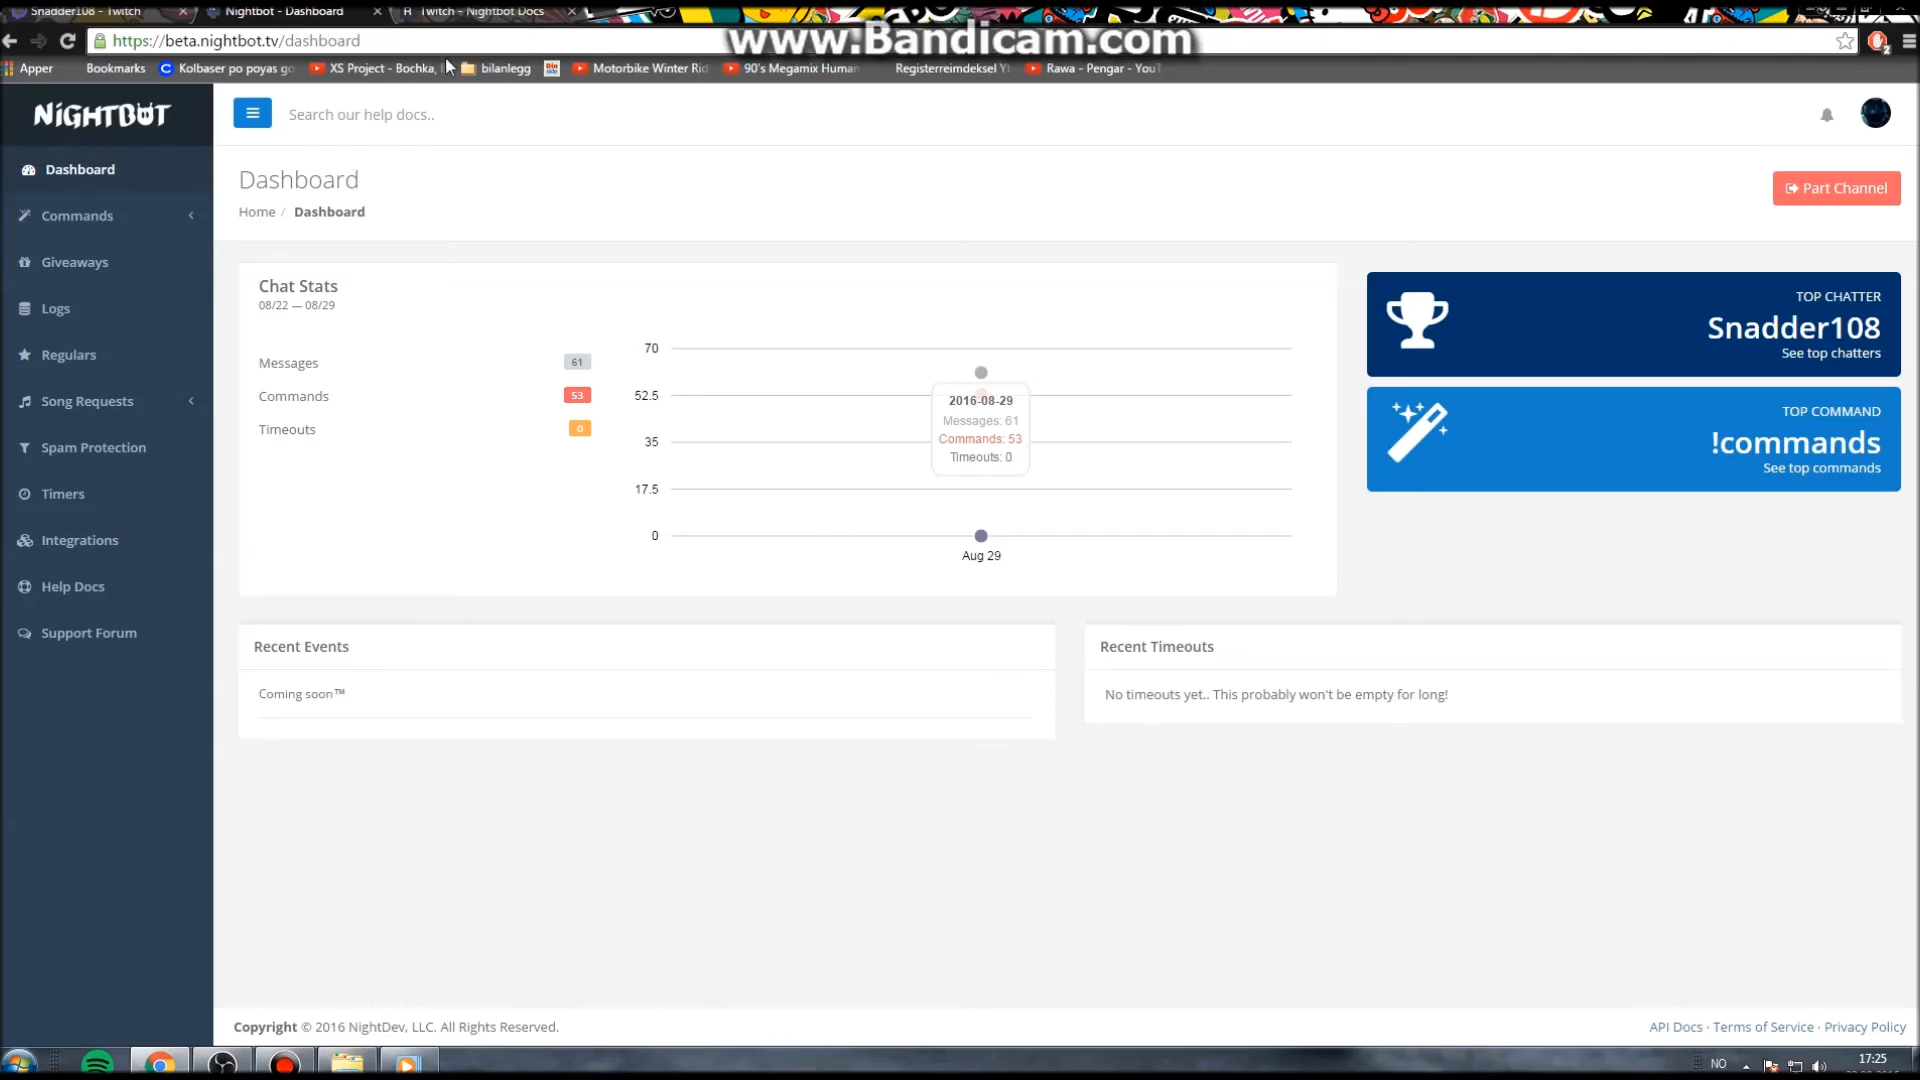 Snadder108 - Twitch
Nightbot - Dashboard
Twitch - Nightbot Docs
https://beta.nightbot.tv/dashboard
www.Bandicam.com
Apper
Bookmarks
Kolbaser po poyas go
XS Project - Bochka,
bilanlegg
Motorbike Winter Rid
90's Megamix Human
Registerreimdeksel Y
Rawa - Pengar - YouT
NiGHTBOT
Search our help docs..
Dashboard
Commands
Giveaways
Logs
Regulars
Song Requests
Spam Protection
Timers
Integrations
Help Docs
Support Forum
Dashboard
Home / Dashboard
Part Channel
Chat Stats
08/22 — 08/29
Messages 61
Commands 53
Timeouts 0
70
52.5
35
17.5
0
2016-08-29
Messages: 61
Commands: 53
Timeouts: 0
Aug 29
TOP CHATTER
Snadder108
See top chatters
TOP COMMAND
!commands
See top commands
Recent Events
Coming soon™
Recent Timeouts
No timeouts yet.. This probably won't be empty for long!
Copyright © 2016 NightDev, LLC. All Rights Reserved.
API Docs · Terms of Service · Privacy Policy
NO
17:25